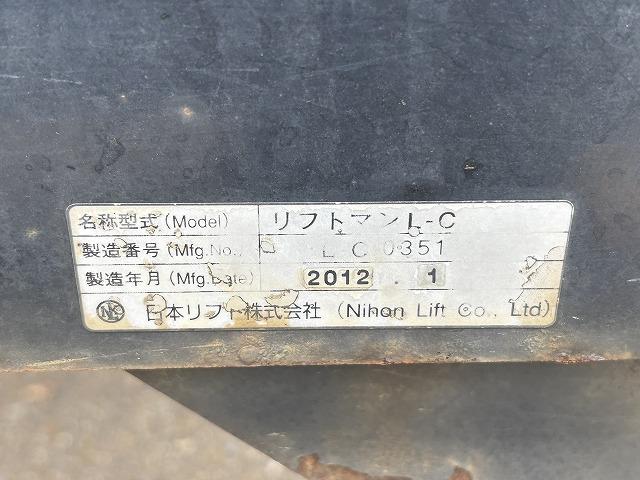 名称型式(Model) リフトマンL-C
製造番号(Mfg.No.) LC0351
製造年月(Mfg.Date) 2012.1
日本リフト株式会社 (Nihon Lift Co., Ltd)